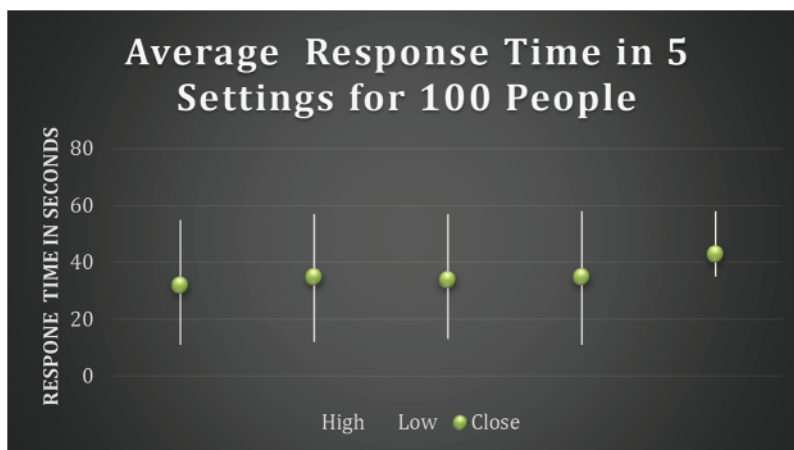 Average Response Time in 5
Settings for 100 People
RESPONE TIME IN SECONDS
80
60
40
20
0
High Low Close